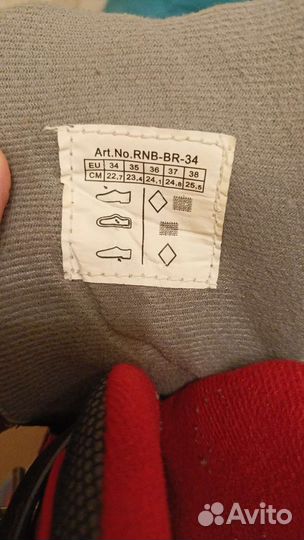 Art.No.RNB-BR-34
EU 34 35 36 37 38
CM 22,7 23,4 24,1 24,8 25,5
Avito